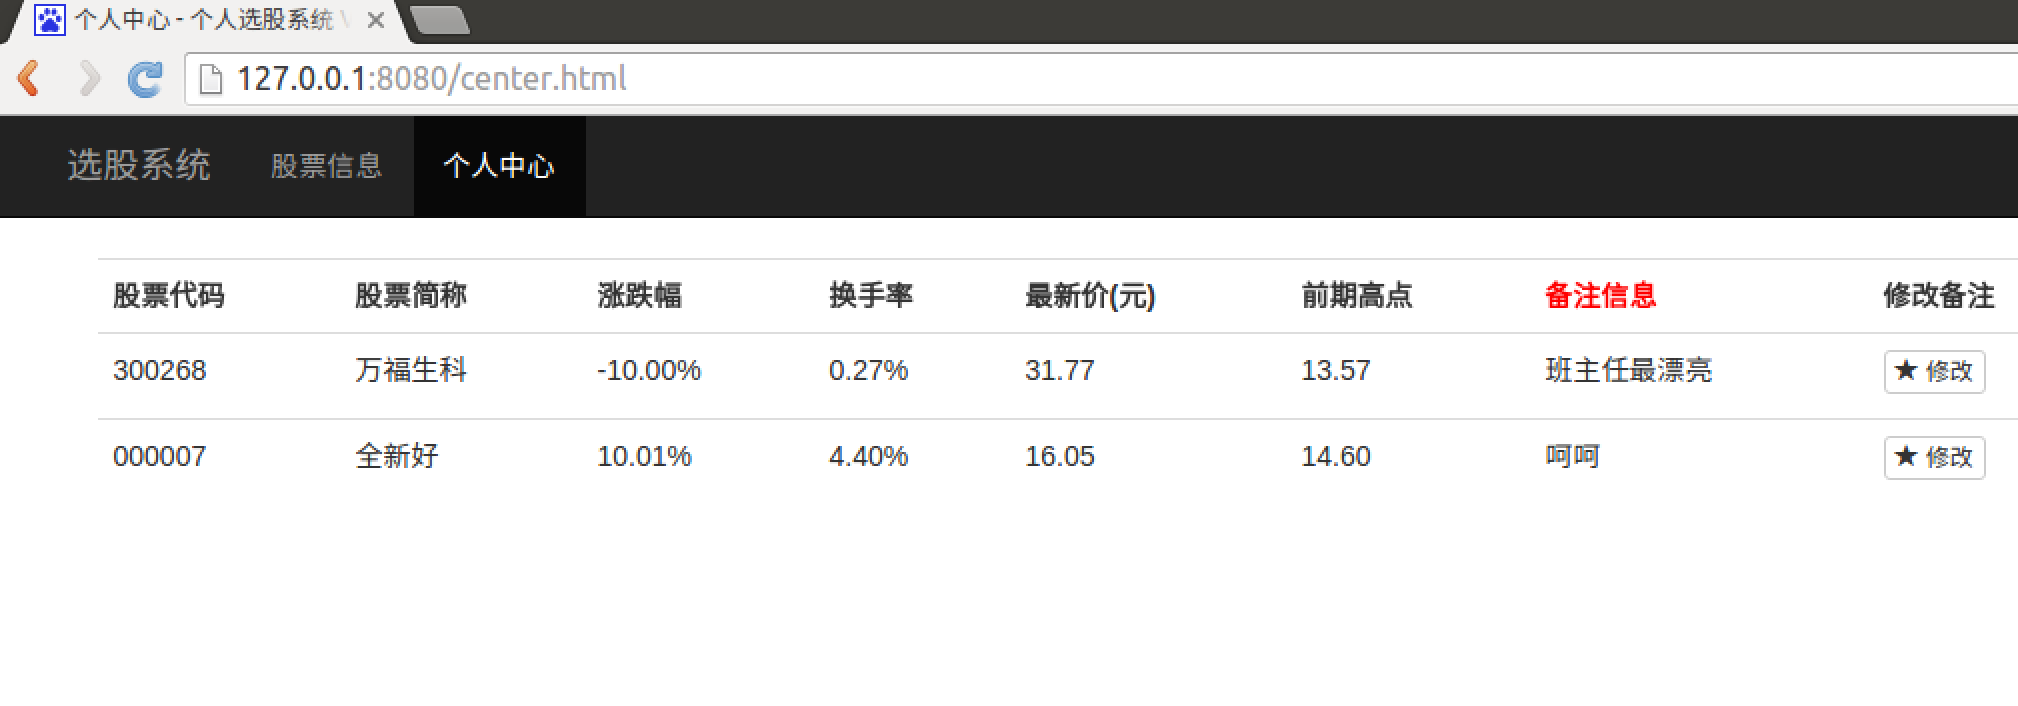 个人中心 - 个人选股系统
127.0.0.1:8080/center.html
选股系统 股票信息 个人中心
股票代码 股票简称 涨跌幅 换手率 最新价(元) 前期高点 备注信息 修改备注
300268 万福生科 -10.00% 0.27% 31.77 13.57 班主任最漂亮 ★ 修改
000007 全新好 10.01% 4.40% 16.05 14.60 呵呵 ★ 修改